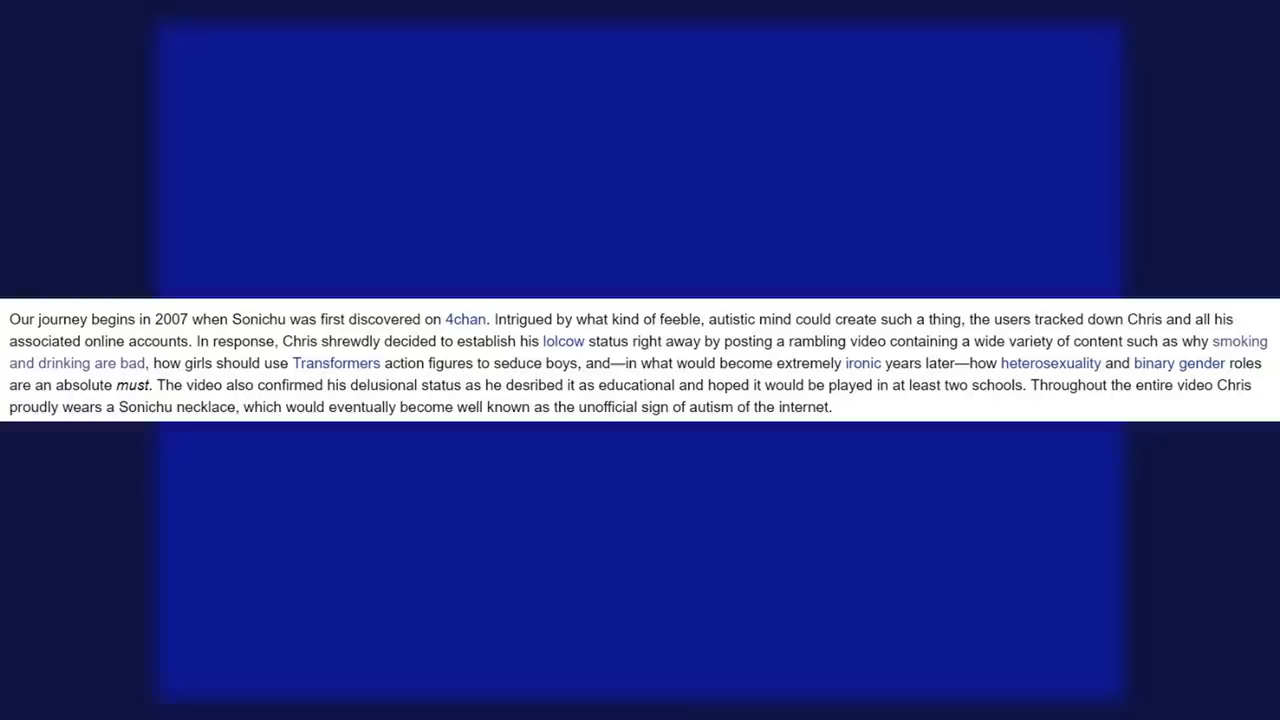 Our journey begins in 2007 when Sonichu was first discovered on 4chan. Intrigued by what kind of feeble, autistic mind could create such a thing, the users tracked down Chris and all his
associated online accounts. In response, Chris shrewdly decided to establish his lolcow status right away by posting a rambling video containing a wide variety of content such as why smoking
and drinking are bad, how girls should use Transformers action figures to seduce boys, and—in what would become extremely ironic years later—how heterosexuality and binary gender roles
are an absolute must. The video also confirmed his delusional status as he desribed it as educational and hoped it would be played in at least two schools. Throughout the entire video Chris
proudly wears a Sonichu necklace, which would eventually become well known as the unofficial sign of autism of the internet.